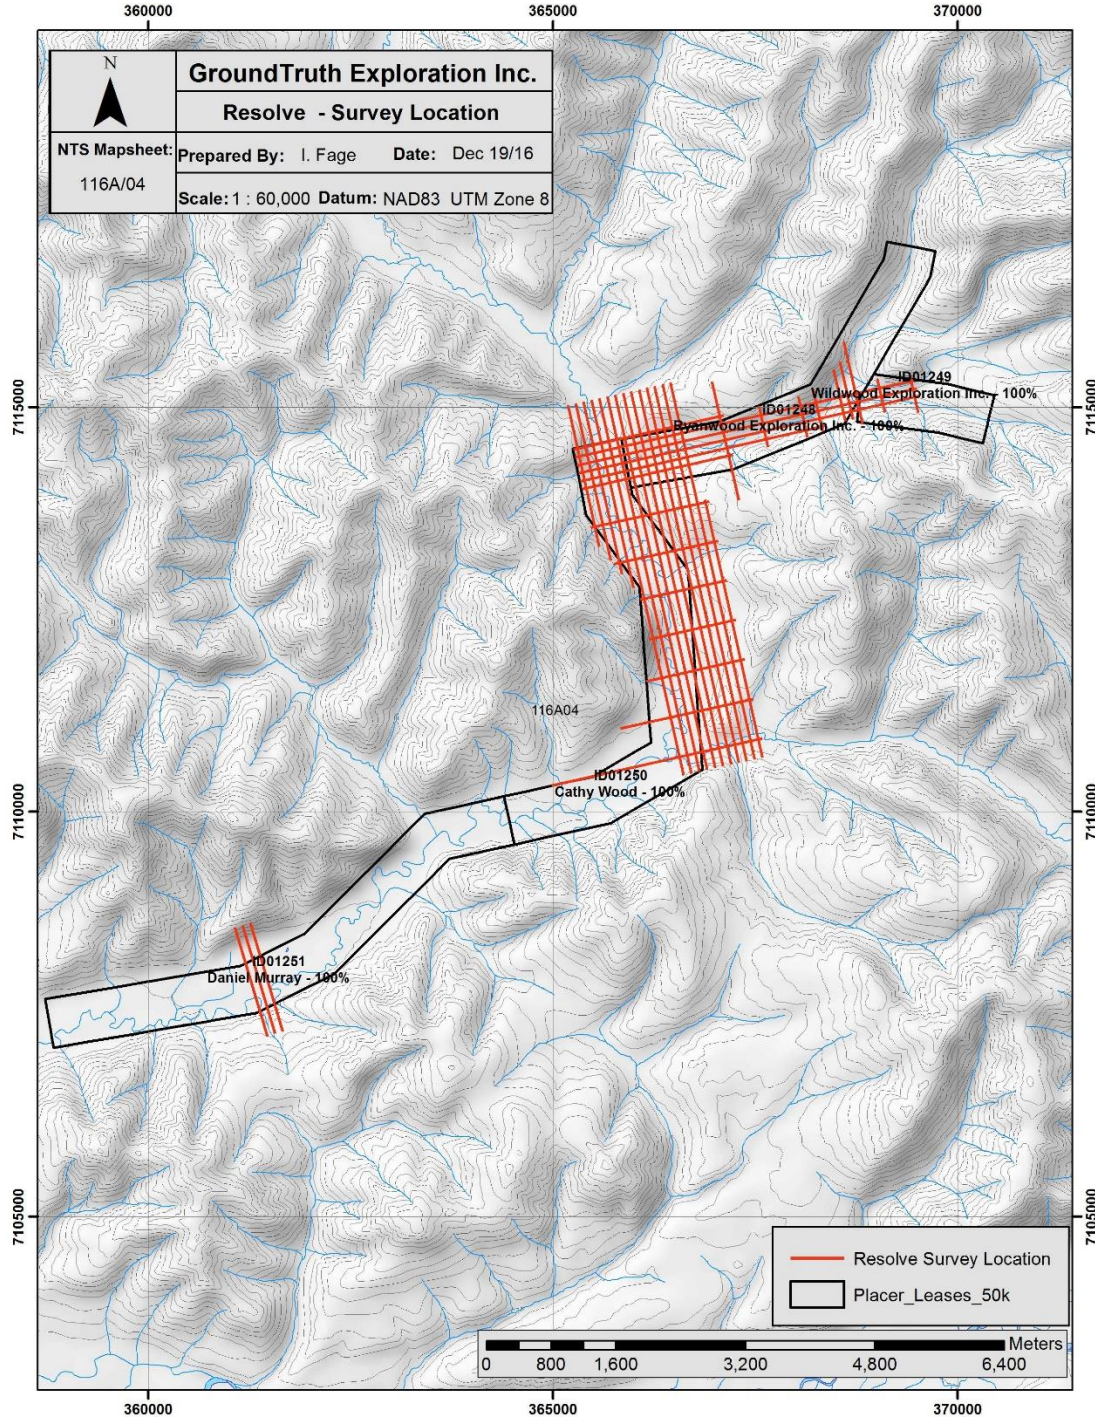 360000 365000 370000
N
GroundTruth Exploration Inc.
Resolve - Survey Location
NTS Mapsheet:
116A/04
Prepared By: I. Fage Date: Dec 19/16
Scale: 1 : 60,000 Datum: NAD83 UTM Zone 8
7115000 7115000
ID01249
Wildwood Exploration Inc. - 100%
ID01248
Ryanwood Exploration Inc. - 100%
116A04
ID01250
Cathy Wood - 100%
7110000 7110000
ID01251
Daniel Murray - 100%
7105000 7105000
Resolve Survey Location
Placer_Leases_50k
Meters
0 800 1,600 3,200 4,800 6,400
360000 365000 370000